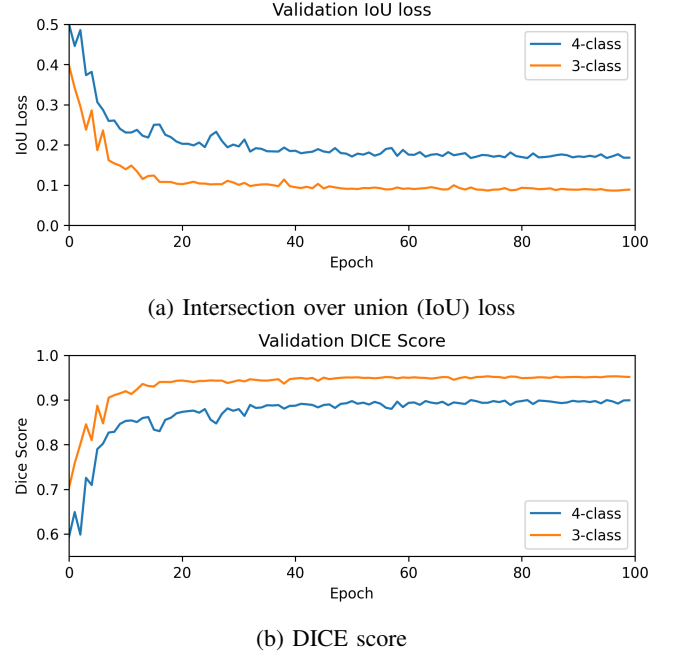 Validation IoU loss
0.5
0.4
0.3
0.2
0.1
0.0
IoU Loss
4-class
3-class
0 20 40 60 80 100
Epoch
(a) Intersection over union (IoU) loss
Validation DICE Score
1.0
0.9
0.8
0.7
0.6
Dice Score
4-class
3-class
0 20 40 60 80 100
Epoch
(b) DICE score